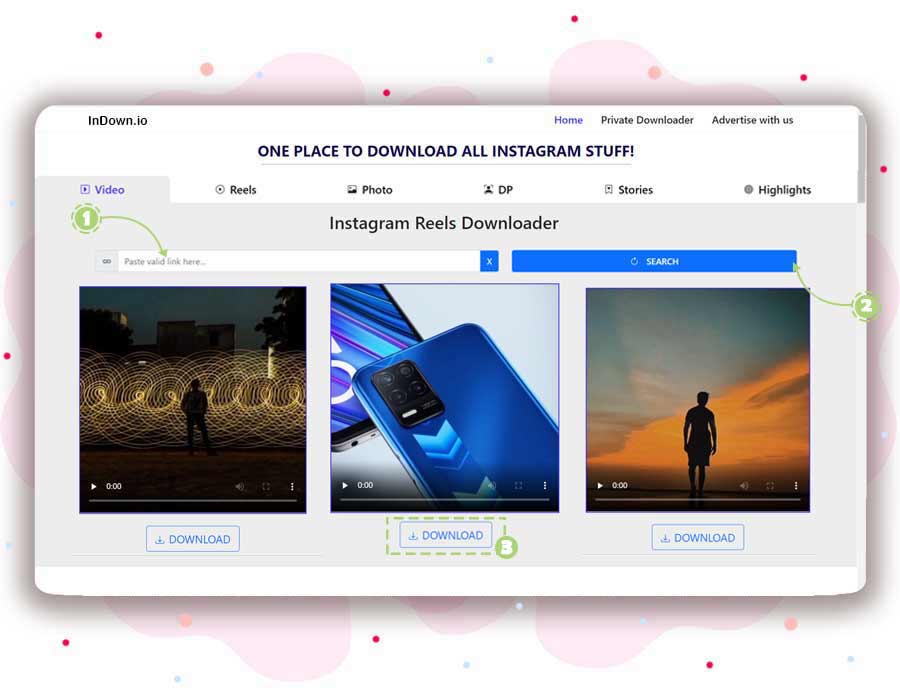 InDown.io
Home Private Downloader Advertise with us
ONE PLACE TO DOWNLOAD ALL INSTAGRAM STUFF!
Video Reels Photo DP Stories Highlights
1
Instagram Reels Downloader
Paste valid link here... X SEARCH
2
0:00 0:00 0:00
DOWNLOAD DOWNLOAD DOWNLOAD
3